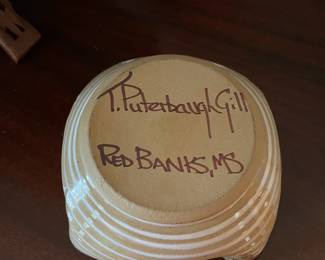 T. Puterbaugh Gill
RED BANKS, MS